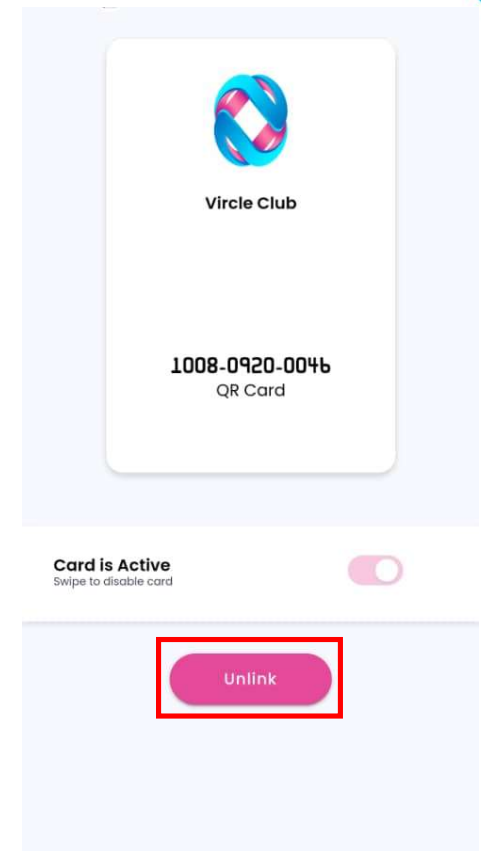 Vircle Club
1008-0920-0046
QR Card
Card is Active
Swipe to disable card
Unlink